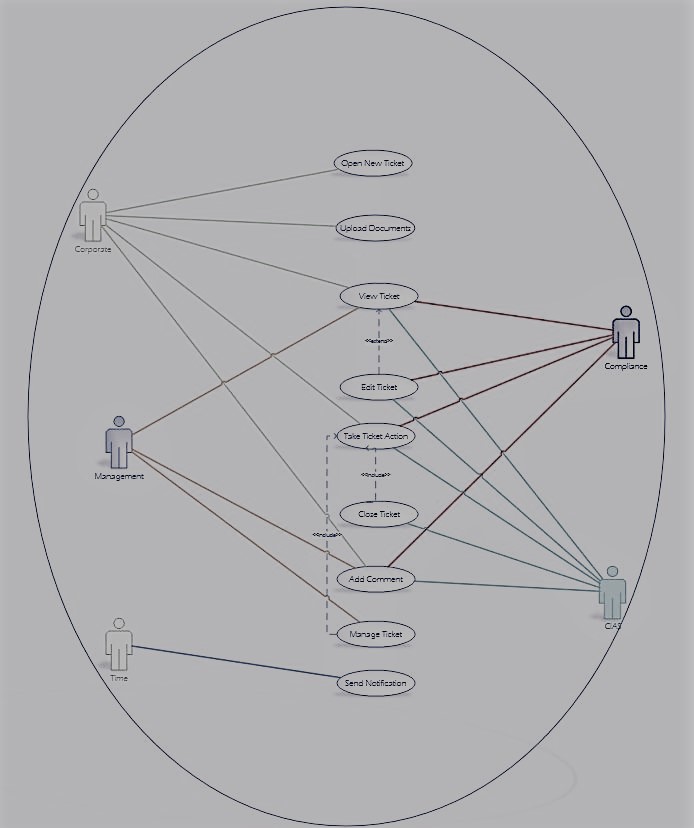 Open New Ticket
Upload Documents
Corporate
View Ticket
<<extend>>
Compliance
Edit Ticket
Take Ticket Action
Management
<<include>>
Close Ticket
<<include>>
Add Comment
CIAS
Manage Ticket
Time
Send Notification